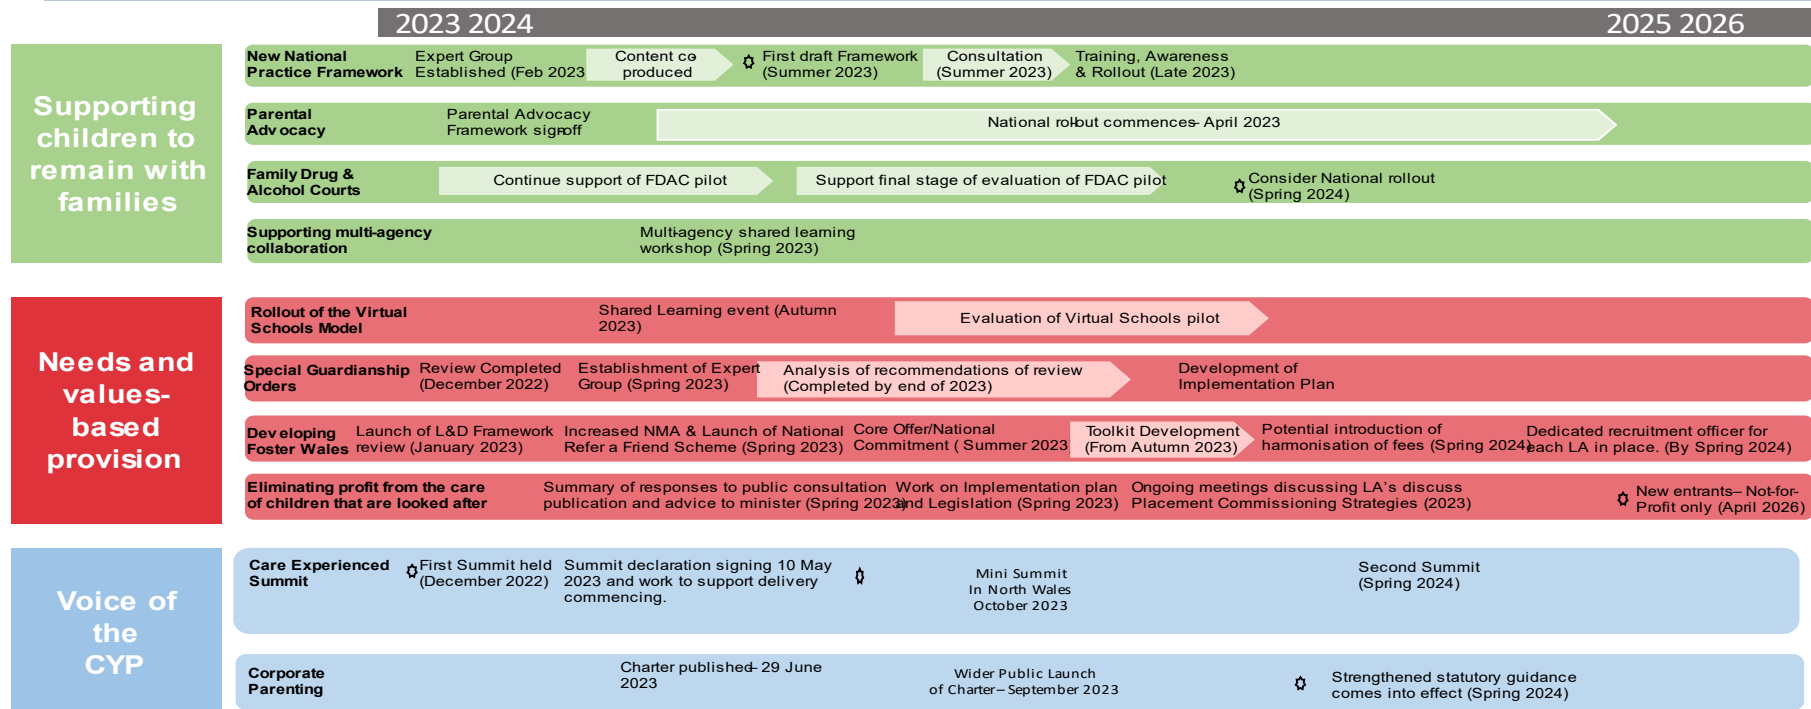 2023 2024
2025 2026
Supporting
children to
remain with
families
New National
Practice Framework
Expert Group
Established (Feb 2023
Content co-
produced
First draft Framework
(Summer 2023)
Consultation
(Summer 2023)
Training, Awareness
& Rollout (Late 2023)
Parental
Advocacy
Parental Advocacy
Framework sign-off
National roll-out commences – April 2023
Family Drug &
Alcohol Courts
Continue support of FDAC pilot
Support final stage of evaluation of FDAC pilot
Consider National rollout
(Spring 2024)
Supporting multi-agency
collaboration
Multi-agency shared learning
workshop (Spring 2023)
Needs and
values-
based
provision
Rollout of the Virtual
Schools Model
Shared Learning event (Autumn
2023)
Evaluation of Virtual Schools pilot
Special Guardianship
Orders
Review Completed
(December 2022)
Establishment of Expert
Group (Spring 2023)
Analysis of recommendations of review
(Completed by end of 2023)
Development of
Implementation Plan
Developing
Foster Wales
Launch of L&D Framework
review (January 2023)
Increased NMA & Launch of National
Refer a Friend Scheme (Spring 2023)
Core Offer/National
Commitment ( Summer 2023)
Toolkit Development
(From Autumn 2023)
Potential introduction of
harmonisation of fees (Spring 2024)
Dedicated recruitment officer for
each LA in place. (By Spring 2024)
Eliminating profit from the care
of children that are looked after
Summary of responses to public consultation
publication and advice to minister (Spring 2023)
Work on Implementation plan
and Legislation (Spring 2023)
Ongoing meetings discussing LA's discuss
Placement Commissioning Strategies (2023)
New entrants – Not-for-
Profit only (April 2026)
Voice of
the
CYP
Care Experienced
Summit
First Summit held
(December 2022)
Summit declaration signing 10 May
2023 and work to support delivery
commencing.
Mini Summit
In North Wales
October 2023
Second Summit
(Spring 2024)
Corporate
Parenting
Charter published – 29 June
2023
Wider Public Launch
of Charter – September 2023
Strengthened statutory guidance
comes into effect (Spring 2024)